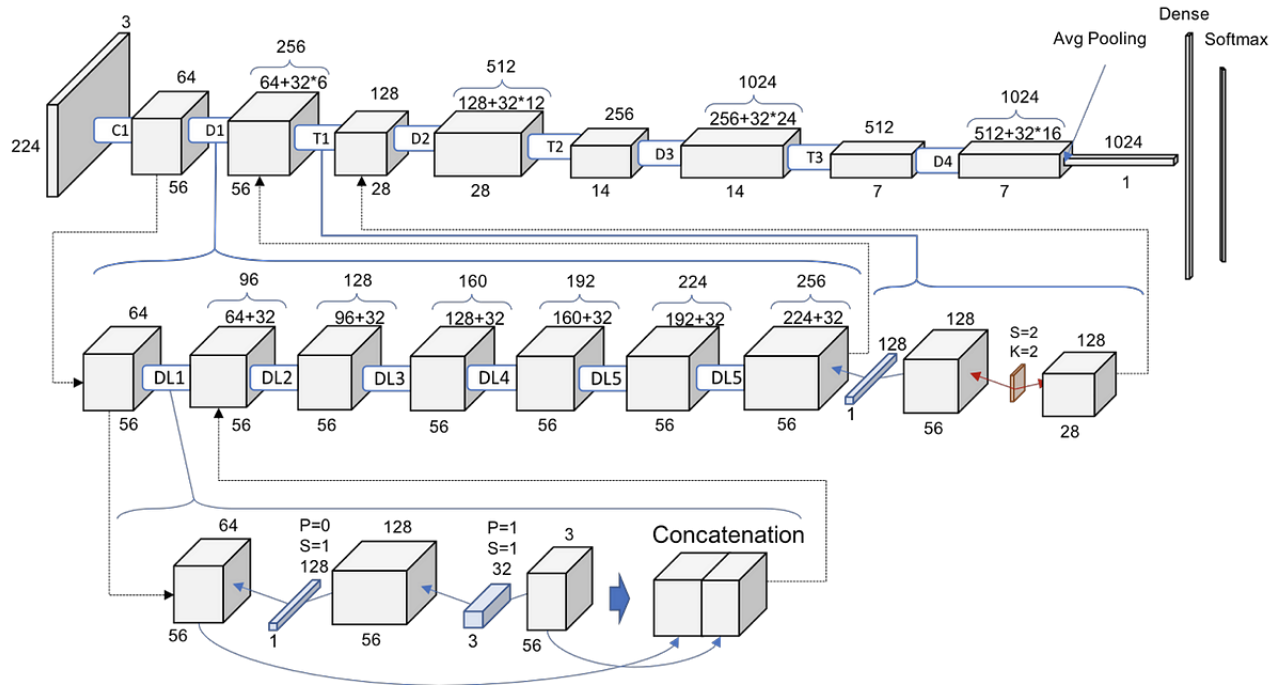 3
224
C1
64
56
D1
256
64+32*6
56
T1
128
28
D2
512
128+32*12
28
T2
256
14
D3
1024
256+32*24
14
T3
512
7
D4
1024
512+32*16
7
Avg Pooling
1024
1
Dense
Softmax
64
56
DL1
96
64+32
56
DL2
128
96+32
56
DL3
160
128+32
56
DL4
192
160+32
56
DL5
224
192+32
56
DL5
256
224+32
56
128
1
128
56
S=2
K=2
128
28
64
56
P=0
S=1
128
1
128
56
P=1
S=1
32
3
3
56
Concatenation